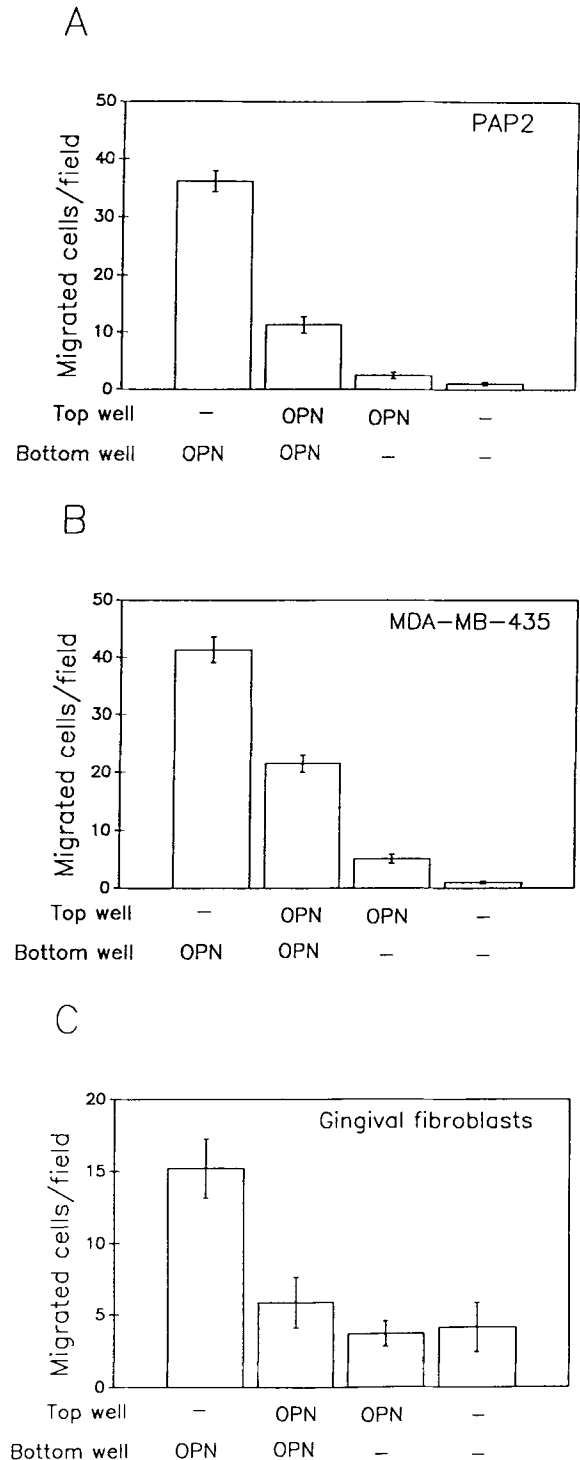 A
50
PAP2
40
30
20
10
0
Migrated cells/field
Top well – OPN OPN –
Bottom well OPN OPN – –
B
50
MDA–MB–435
40
30
20
10
0
Migrated cells/field
Top well – OPN OPN –
Bottom well OPN OPN – –
C
20
Gingival fibroblasts
15
10
5
0
Migrated cells/field
Top well – OPN OPN –
Bottom well OPN OPN – –